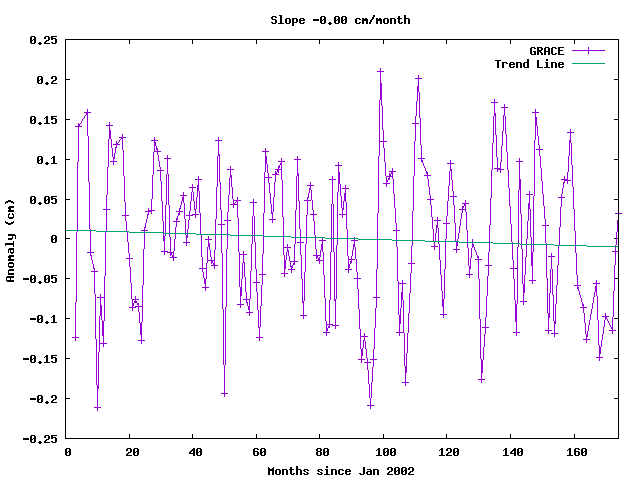 Slope -0.00 cm/month
0.25
0.2
0.15
0.1
0.05
0
-0.05
-0.1
-0.15
-0.2
-0.25
Anomaly (cm)
GRACE
Trend Line
0 20 40 60 80 100 120 140 160
Months since Jan 2002